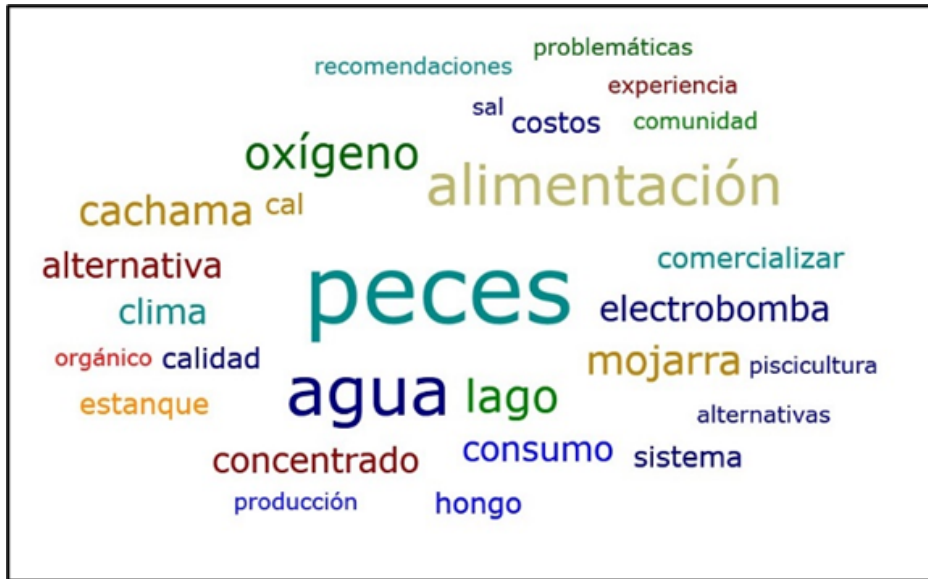 problemáticas
recomendaciones
experiencia
sal
costos
comunidad
oxígeno
alimentación
cachama
cal
alternativa
comercializar
peces
clima
electrobomba
orgánico
calidad
mojarra
piscicultura
agua
lago
estanque
alternativas
concentrado
consumo
sistema
producción
hongo